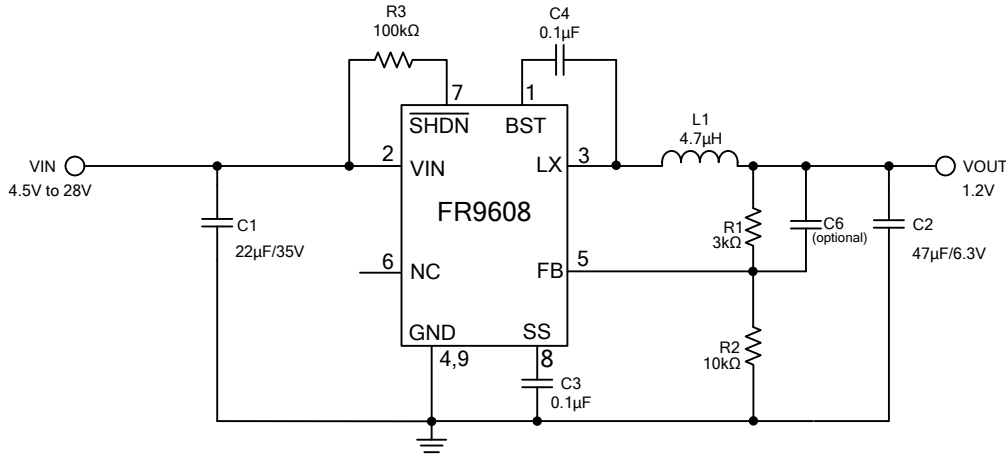 R3
100kΩ
C4
0.1µF
7
1
SHDN
BST
L1
4.7µH
VIN
4.5V to 28V
2
VIN
LX
3
VOUT
1.2V
C1
22µF/35V
FR9608
R1
3kΩ
C6
(optional)
C2
47µF/6.3V
6
NC
FB
5
GND
SS
4,9
8
R2
10kΩ
C3
0.1µF